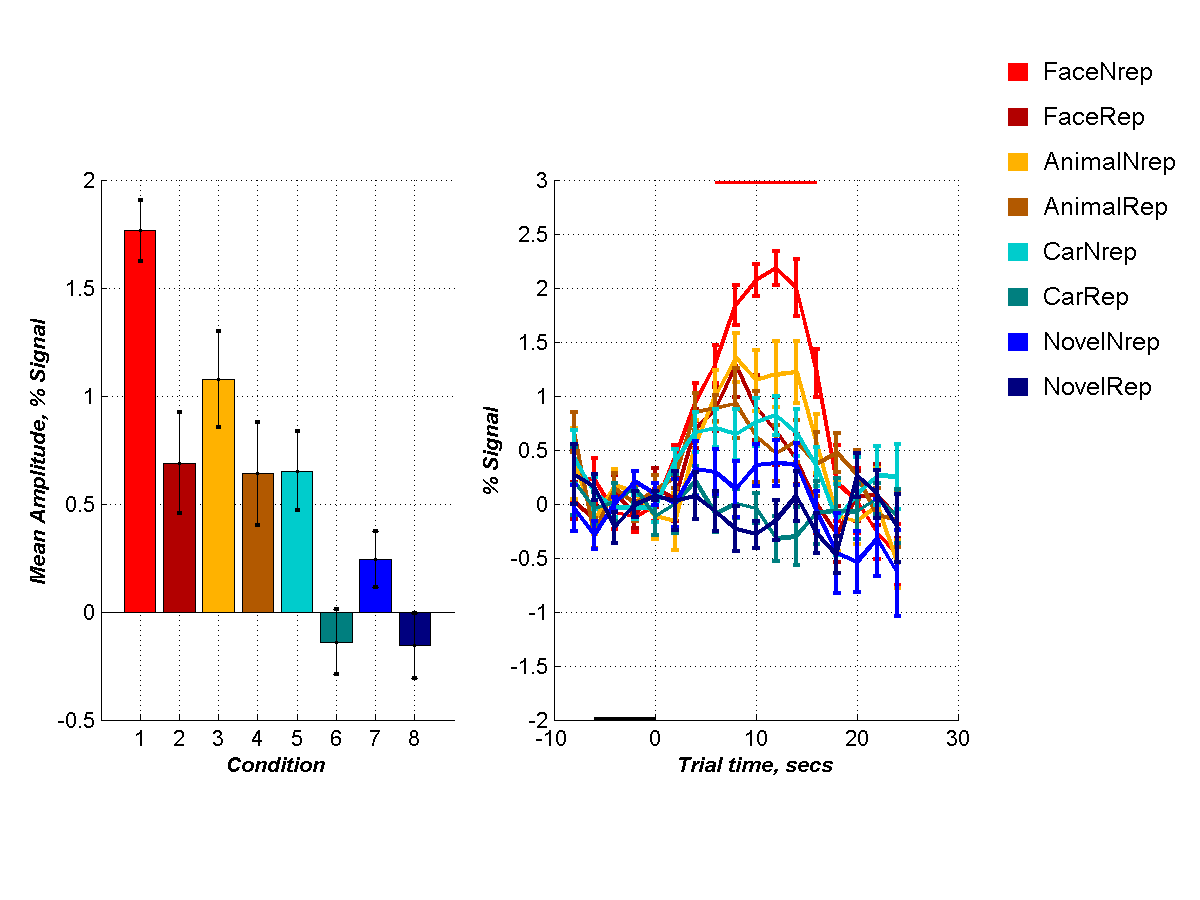 FaceNrep
FaceRep
AnimalNrep
AnimalRep
CarNrep
CarRep
NovelNrep
NovelRep
Mean Amplitude, % Signal
2
1.5
1
0.5
0
-0.5
1 2 3 4 5 6 7 8
Condition
% Signal
3
2.5
2
1.5
1
0.5
0
-0.5
-1
-1.5
-2
-10 0 10 20 30
Trial time, secs